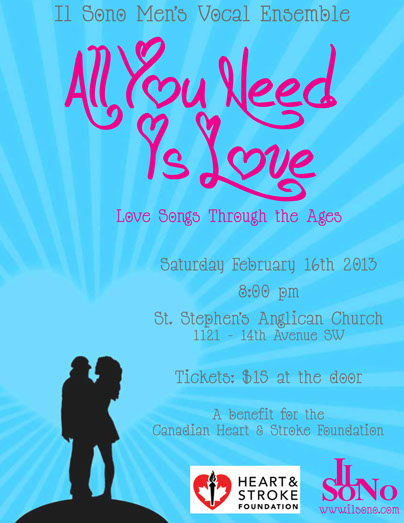 Il Sono Men's Vocal Ensemble
All You Need
Is Love
Love Songs Through the Ages
Saturday February 16th 2013
8:00 pm
St. Stephen's Anglican Church
1121 - 14th Avenue SW
Tickets: $15 at the door
A benefit for the
Canadian Heart & Stroke Foundation
HEART &
STROKE
FOUNDATION
IL
SONO
www.ilsono.com